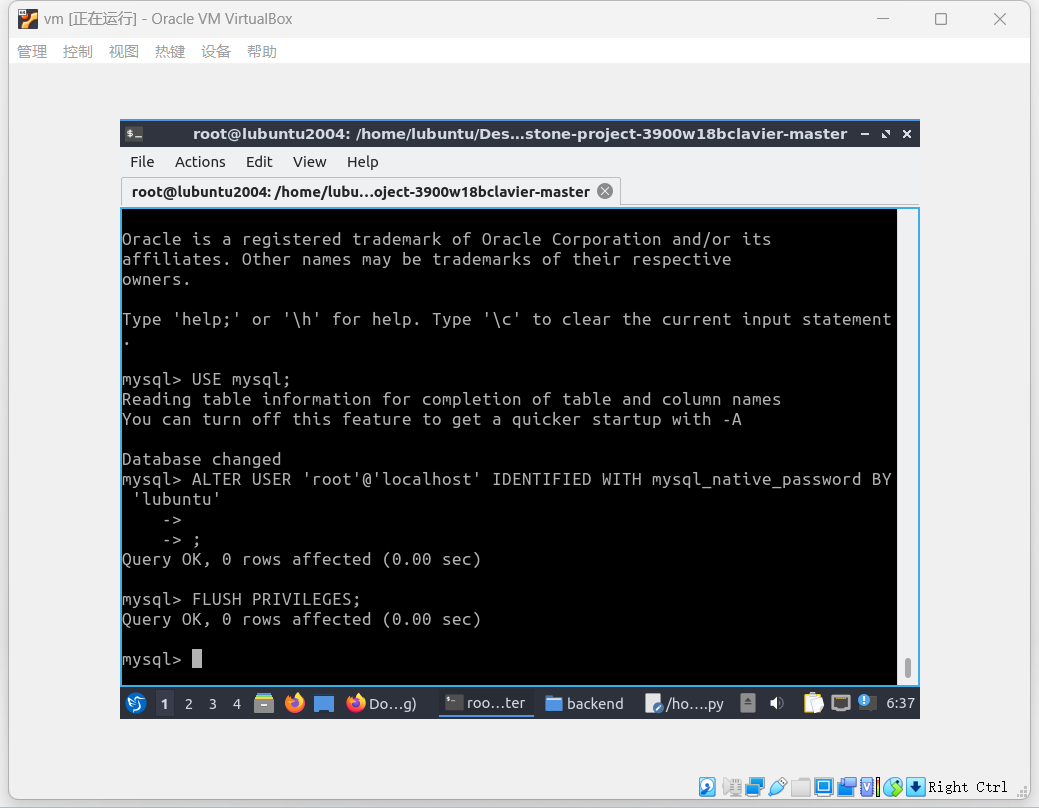 vm [正在运行] - Oracle VM VirtualBox
管理 控制 视图 热键 设备 帮助
root@lubuntu2004: /home/lubuntu/Des...stone-project-3900w18bclavier-master
File Actions Edit View Help
root@lubuntu2004: /home/lubu...oject-3900w18bclavier-master
Oracle is a registered trademark of Oracle Corporation and/or its
affiliates. Other names may be trademarks of their respective
owners.
Type 'help;' or '\h' for help. Type '\c' to clear the current input statement
.
mysql> USE mysql;
Reading table information for completion of table and column names
You can turn off this feature to get a quicker startup with -A
Database changed
mysql> ALTER USER 'root'@'localhost' IDENTIFIED WITH mysql_native_password BY
'lubuntu'
->
-> ;
Query OK, 0 rows affected (0.00 sec)
mysql> FLUSH PRIVILEGES;
Query OK, 0 rows affected (0.00 sec)
mysql>
1 2 3 4 Do...g) roo...ter backend /ho....py 6:37
Right Ctrl